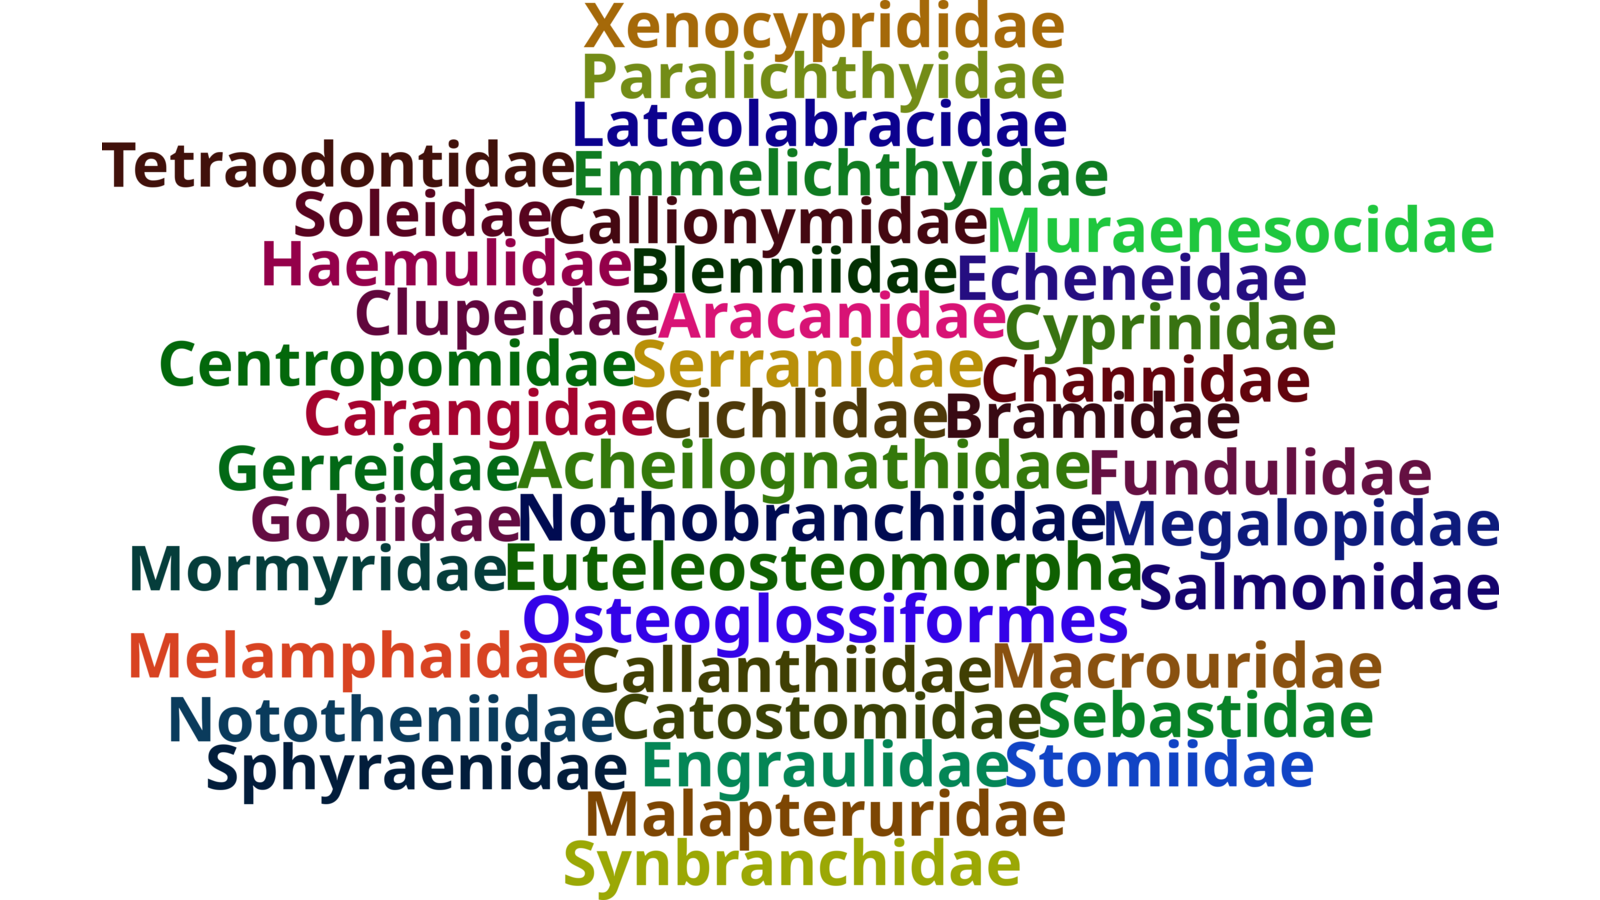 Xenocyprididae
Paralichthyidae
Lateolabracidae
Tetraodontidae Emmelichthyidae
Soleidae Callionymidae Muraenesocidae
Haemulidae Blenniidae Echeneidae
Clupeidae Aracanidae Cyprinidae
Centropomidae Serranidae Channidae
Carangidae Cichlidae Bramidae
Gerreidae Acheilognathidae Fundulidae
Gobiidae Nothobranchiidae Megalopidae
Mormyridae Euteleosteomorpha Salmonidae
Osteoglossiformes
Melamphaidae Callanthiidae Macrouridae
Nototheniidae Catostomidae Sebastidae
Sphyraenidae Engraulidae Stomiidae
Malapteruridae
Synbranchidae